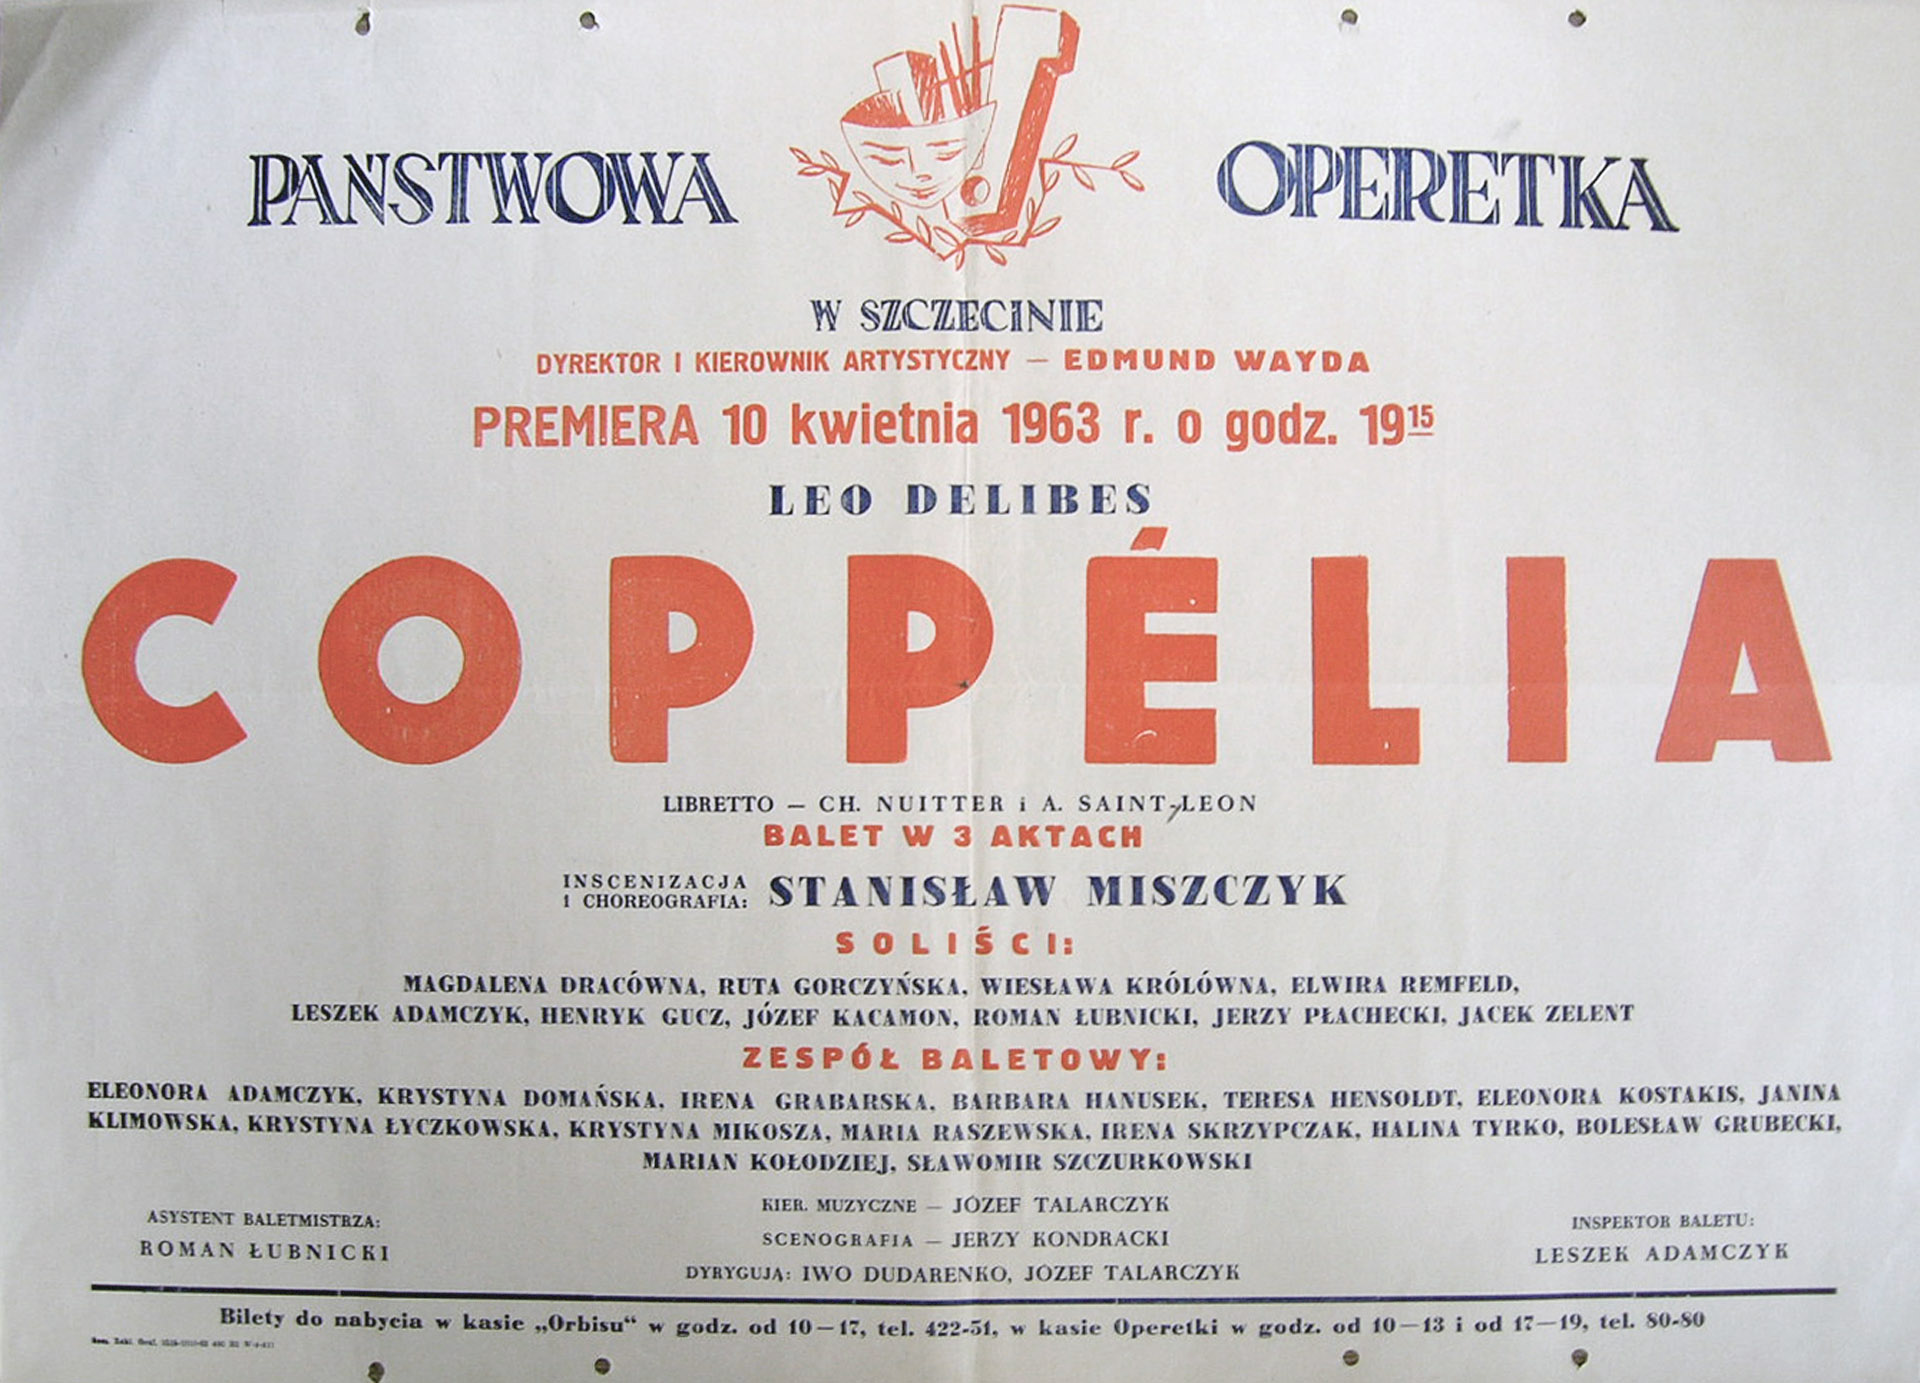 PAŃSTWOWA OPERETKA
W SZCZECINIE
DYREKTOR I KIEROWNIK ARTYSTYCZNY — EDMUND WAYDA
PREMIERA 10 kwietnia 1963 r. o godz. 19 15
LEO DELIBES
COPPÉLIA
LIBRETTO — CH. NUITTER i A. SAINT-LEON
BALET W 3 AKTACH
INSCENIZACJA
I CHOREOGRAFIA: STANISŁAW MISZCZYK
SOLIŚCI:
MAGDALENA DRACÓWNA, RUTA GORCZYŃSKA, WIESŁAWA KRÓLÓWNA, ELWIRA REMFELD,
LESZEK ADAMCZYK, HENRYK GUCZ, JÓZEF KACAMON, ROMAN ŁUBNICKI, JERZY PŁACHECKI, JACEK ZELENT
ZESPÓŁ BALETOWY:
ELEONORA ADAMCZYK, KRYSTYNA DOMAŃSKA, IRENA GRABARSKA, BARBARA HANUSEK, TERESA HENSOLDT, ELEONORA KOSTAKIS, JANINA
KLIMOWSKA, KRYSTYNA ŁYCZKOWSKA, KRYSTYNA MIKOSZA, MARIA RASZEWSKA, IRENA SKRZYPCZAK, HALINA TYRKO, BOLESŁAW GRUBECKI,
MARIAN KOŁODZIEJ, SŁAWOMIR SZCZURKOWSKI
ASYSTENT BALETMISTRZA:
ROMAN ŁUBNICKI
KIER. MUZYCZNE — JÓZEF TALARCZYK
SCENOGRAFIA — JERZY KONDRACKI
DYRYGUJĄ: IWO DUDARENKO, JÓZEF TALARCZYK
INSPEKTOR BALETU:
LESZEK ADAMCZYK
Bilety do nabycia w kasie „Orbisu“ w godz. od 10—17, tel. 422-51, w kasie Operetki w godz. od 10—13 i od 17—19, tel. 80-80